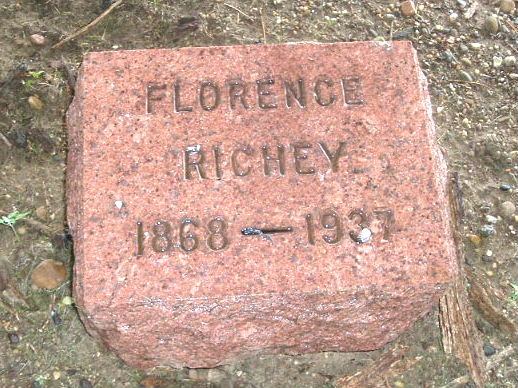 FLORENCE
RICHEY
1868 — 1937